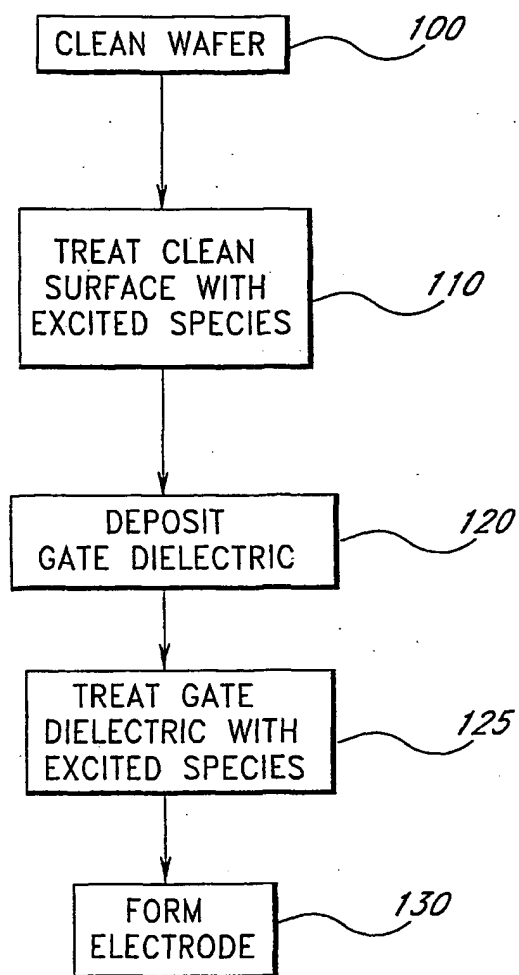 CLEAN WAFER
100
TREAT CLEAN
SURFACE WITH
EXCITED SPECIES
110
DEPOSIT
GATE DIELECTRIC
120
TREAT GATE
DIELECTRIC WITH
EXCITED SPECIES
125
FORM
ELECTRODE
130